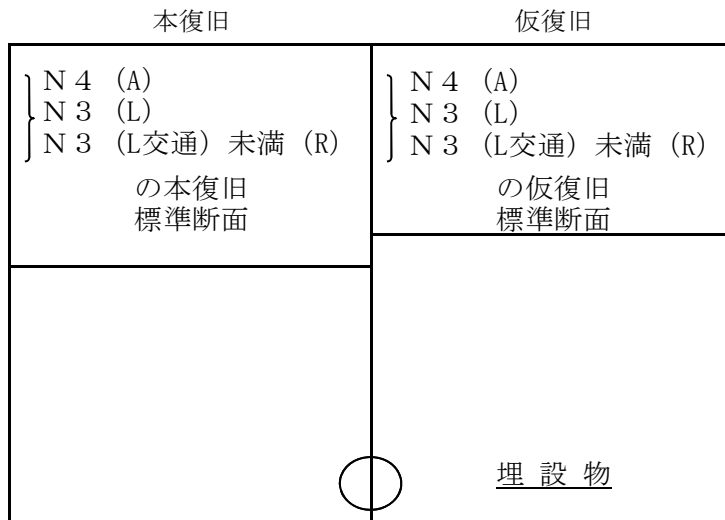 本復旧
仮復旧
Ｎ４ (A)
Ｎ３ (L)
Ｎ３ (L交通) 未満 (R)
の本復旧
標準断面
Ｎ４ (A)
Ｎ３ (L)
Ｎ３ (L交通) 未満 (R)
の仮復旧
標準断面
埋 設 物